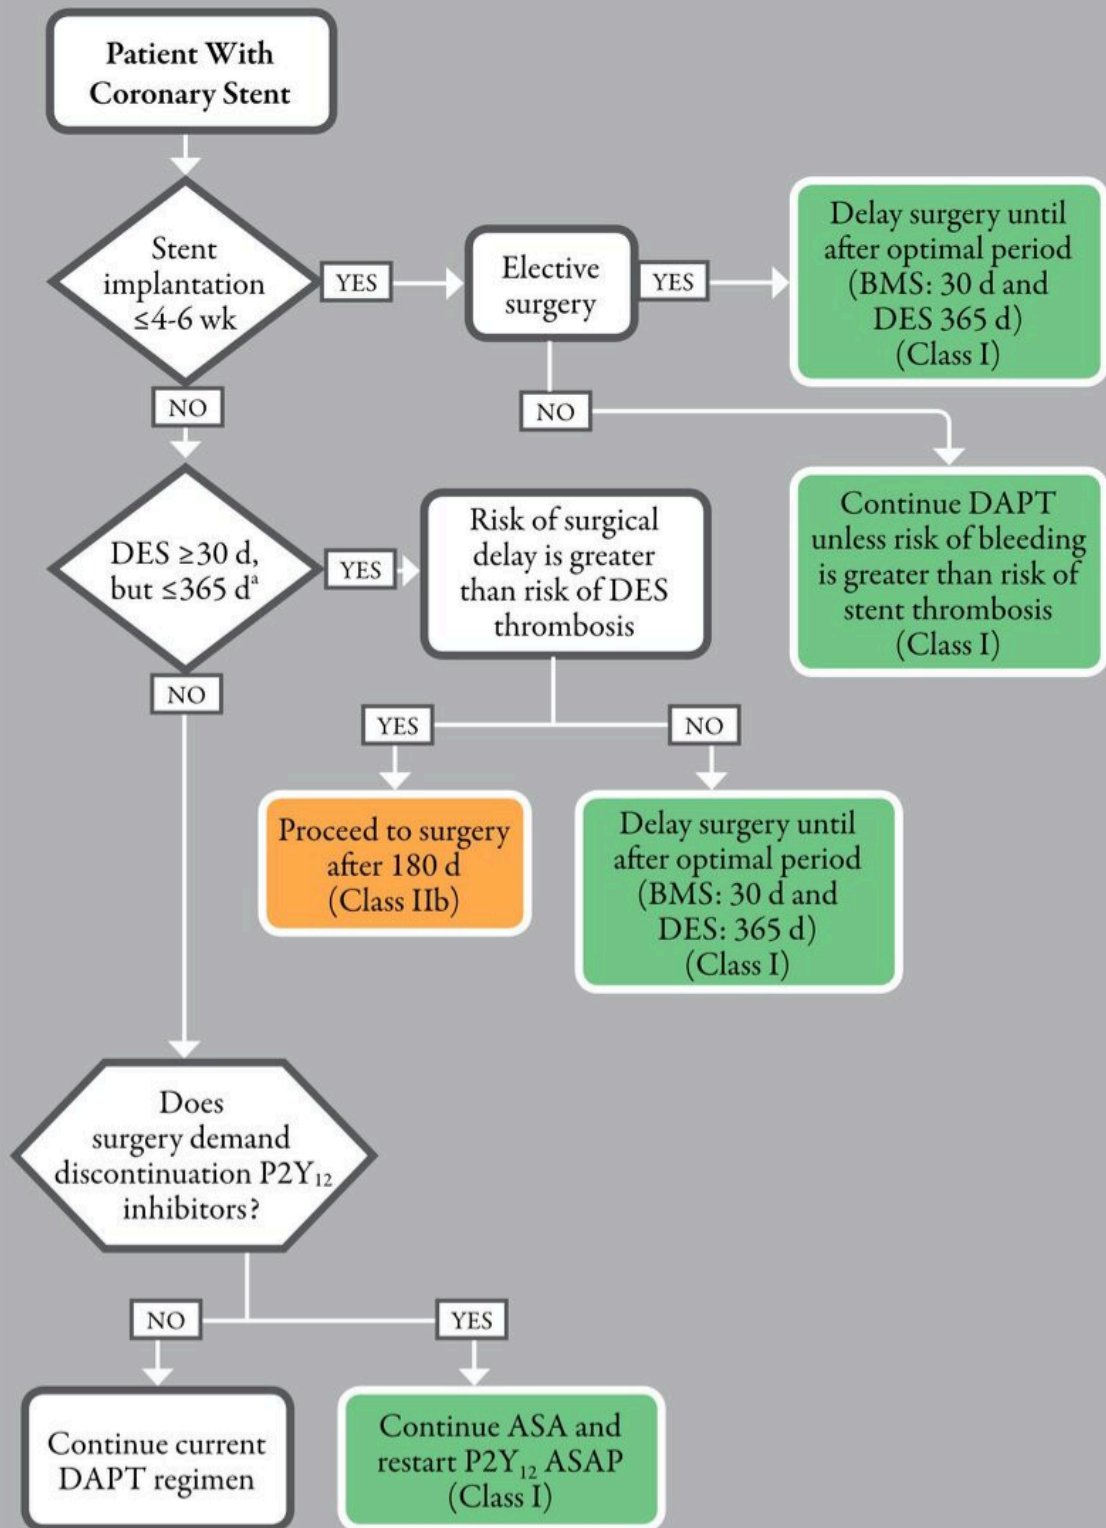 Patient With
Coronary Stent
Stent
implantation
≤4-6 wk
YES
Elective
surgery
YES
Delay surgery until
after optimal period
(BMS: 30 d and
DES 365 d)
(Class I)
NO
NO
Continue DAPT
unless risk of bleeding
is greater than risk of
stent thrombosis
(Class I)
DES ≥30 d,
but ≤365 dᵃ
YES
Risk of surgical
delay is greater
than risk of DES
thrombosis
NO
YES
NO
Proceed to surgery
after 180 d
(Class IIb)
Delay surgery until
after optimal period
(BMS: 30 d and
DES: 365 d)
(Class I)
Does
surgery demand
discontinuation P2Y₁₂
inhibitors?
NO
YES
Continue current
DAPT regimen
Continue ASA and
restart P2Y₁₂ ASAP
(Class I)